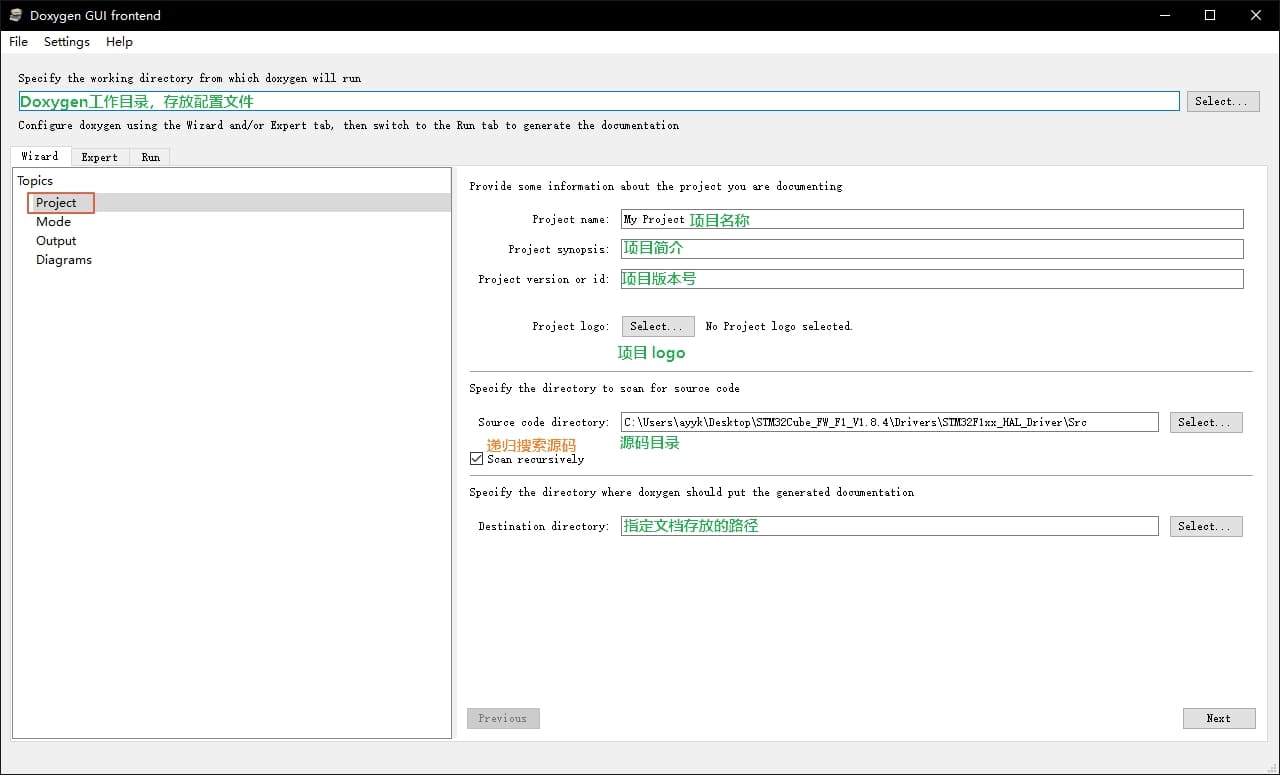 Doxygen GUI frontend
File Settings Help
Specify the working directory from which doxygen will run
Doxygen工作目录，存放配置文件 Select...
Configure doxygen using the Wizard and/or Expert tab, then switch to the Run tab to generate the documentation
Wizard Expert Run
Topics
Project
Mode
Output
Diagrams
Provide some information about the project you are documenting
Project name: My Project 项目名称
Project synopsis: 项目简介
Project version or id: 项目版本号
Project logo: Select... No Project logo selected.
项目 logo
Specify the directory to scan for source code
Source code directory: C:\Users\ayyk\Desktop\STM32Cube_FW_F1_V1.8.4\Drivers\STM32F1xx_HAL_Driver\Src Select...
递归搜索源码 源码目录
Scan recursively
Specify the directory where doxygen should put the generated documentation
Destination directory: 指定文档存放的路径 Select...
Previous Next